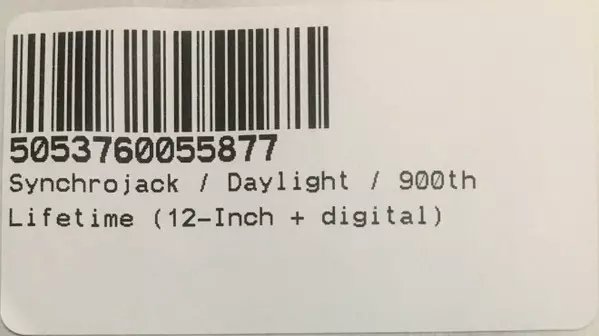 5053760055877
Synchrojack / Daylight / 900th
Lifetime (12-Inch + digital)